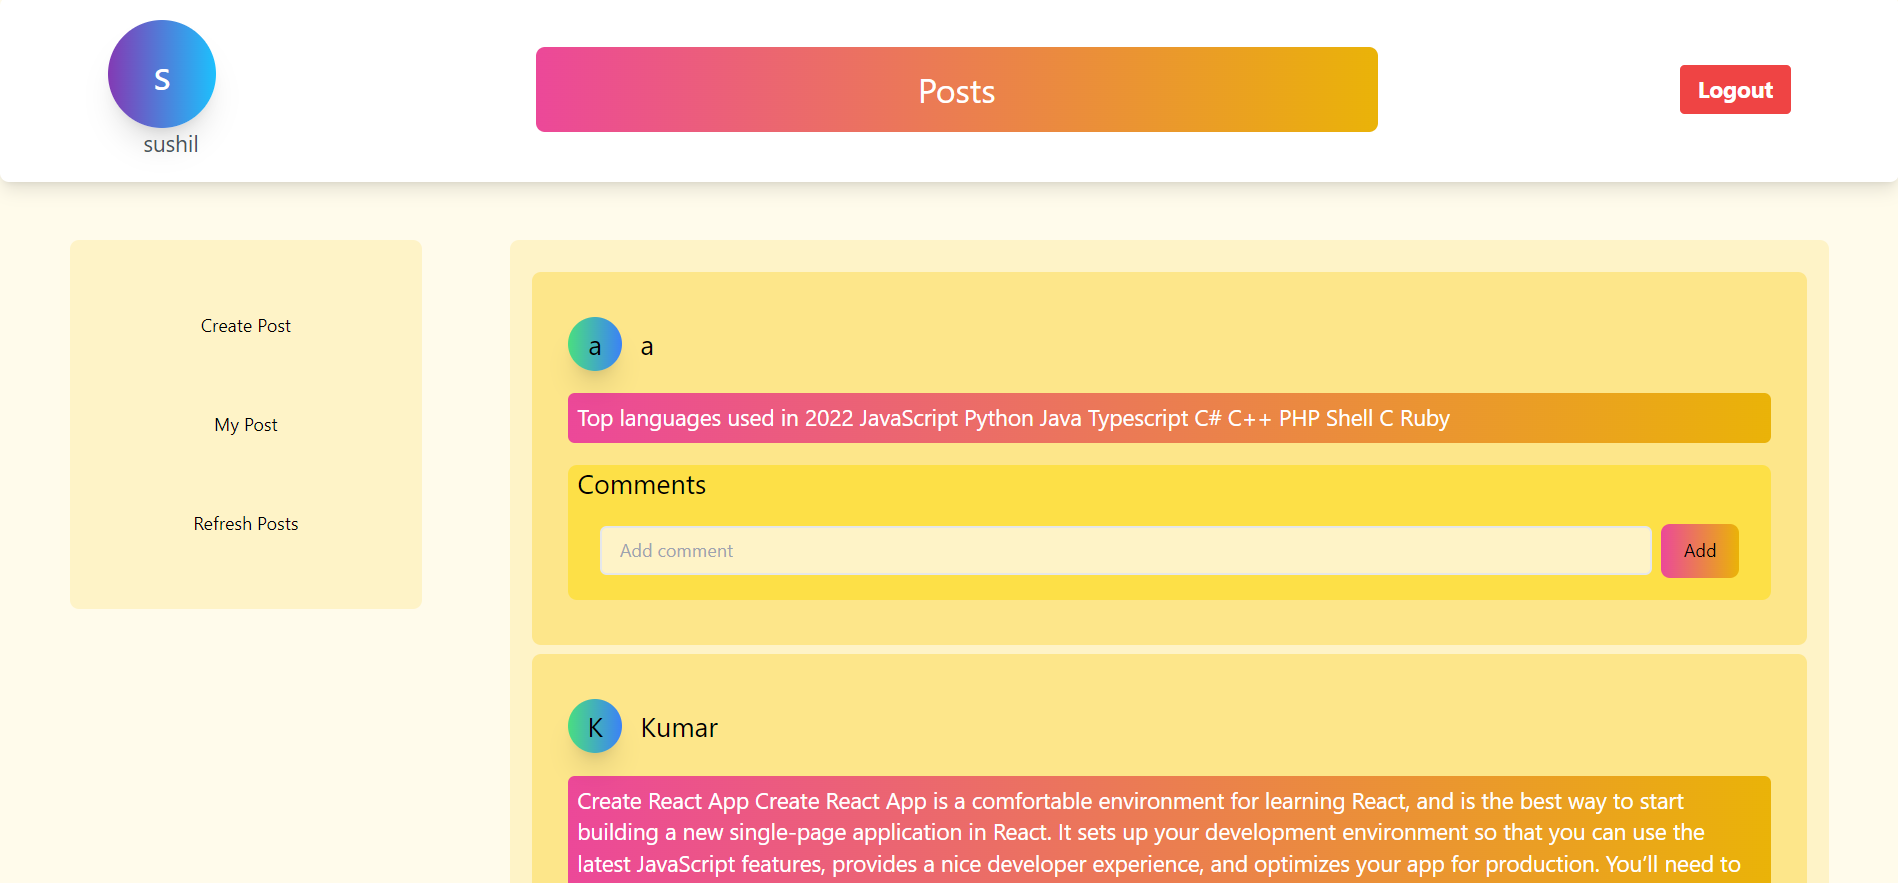 s
sushil
Posts
Logout
Create Post
My Post
Refresh Posts
a
a
Top languages used in 2022 JavaScript Python Java Typescript C# C++ PHP Shell C Ruby
Comments
Add comment
Add
K
Kumar
Create React App Create React App is a comfortable environment for learning React, and is the best way to start
building a new single-page application in React. It sets up your development environment so that you can use the
latest JavaScript features, provides a nice developer experience, and optimizes your app for production. You’ll need to